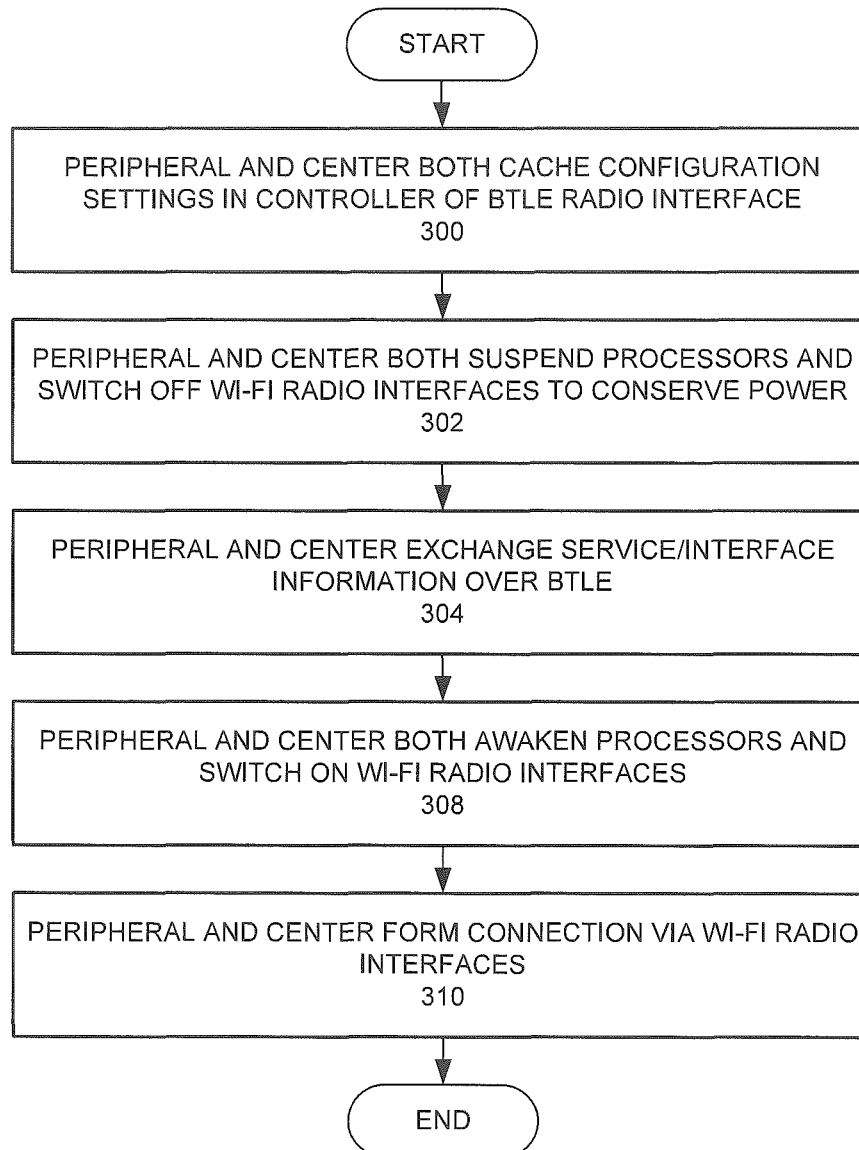 START
PERIPHERAL AND CENTER BOTH CACHE CONFIGURATION
SETTINGS IN CONTROLLER OF BTLE RADIO INTERFACE
300
PERIPHERAL AND CENTER BOTH SUSPEND PROCESSORS AND
SWITCH OFF WI-FI RADIO INTERFACES TO CONSERVE POWER
302
PERIPHERAL AND CENTER EXCHANGE SERVICE/INTERFACE
INFORMATION OVER BTLE
304
PERIPHERAL AND CENTER BOTH AWAKEN PROCESSORS AND
SWITCH ON WI-FI RADIO INTERFACES
308
PERIPHERAL AND CENTER FORM CONNECTION VIA WI-FI RADIO
INTERFACES
310
END